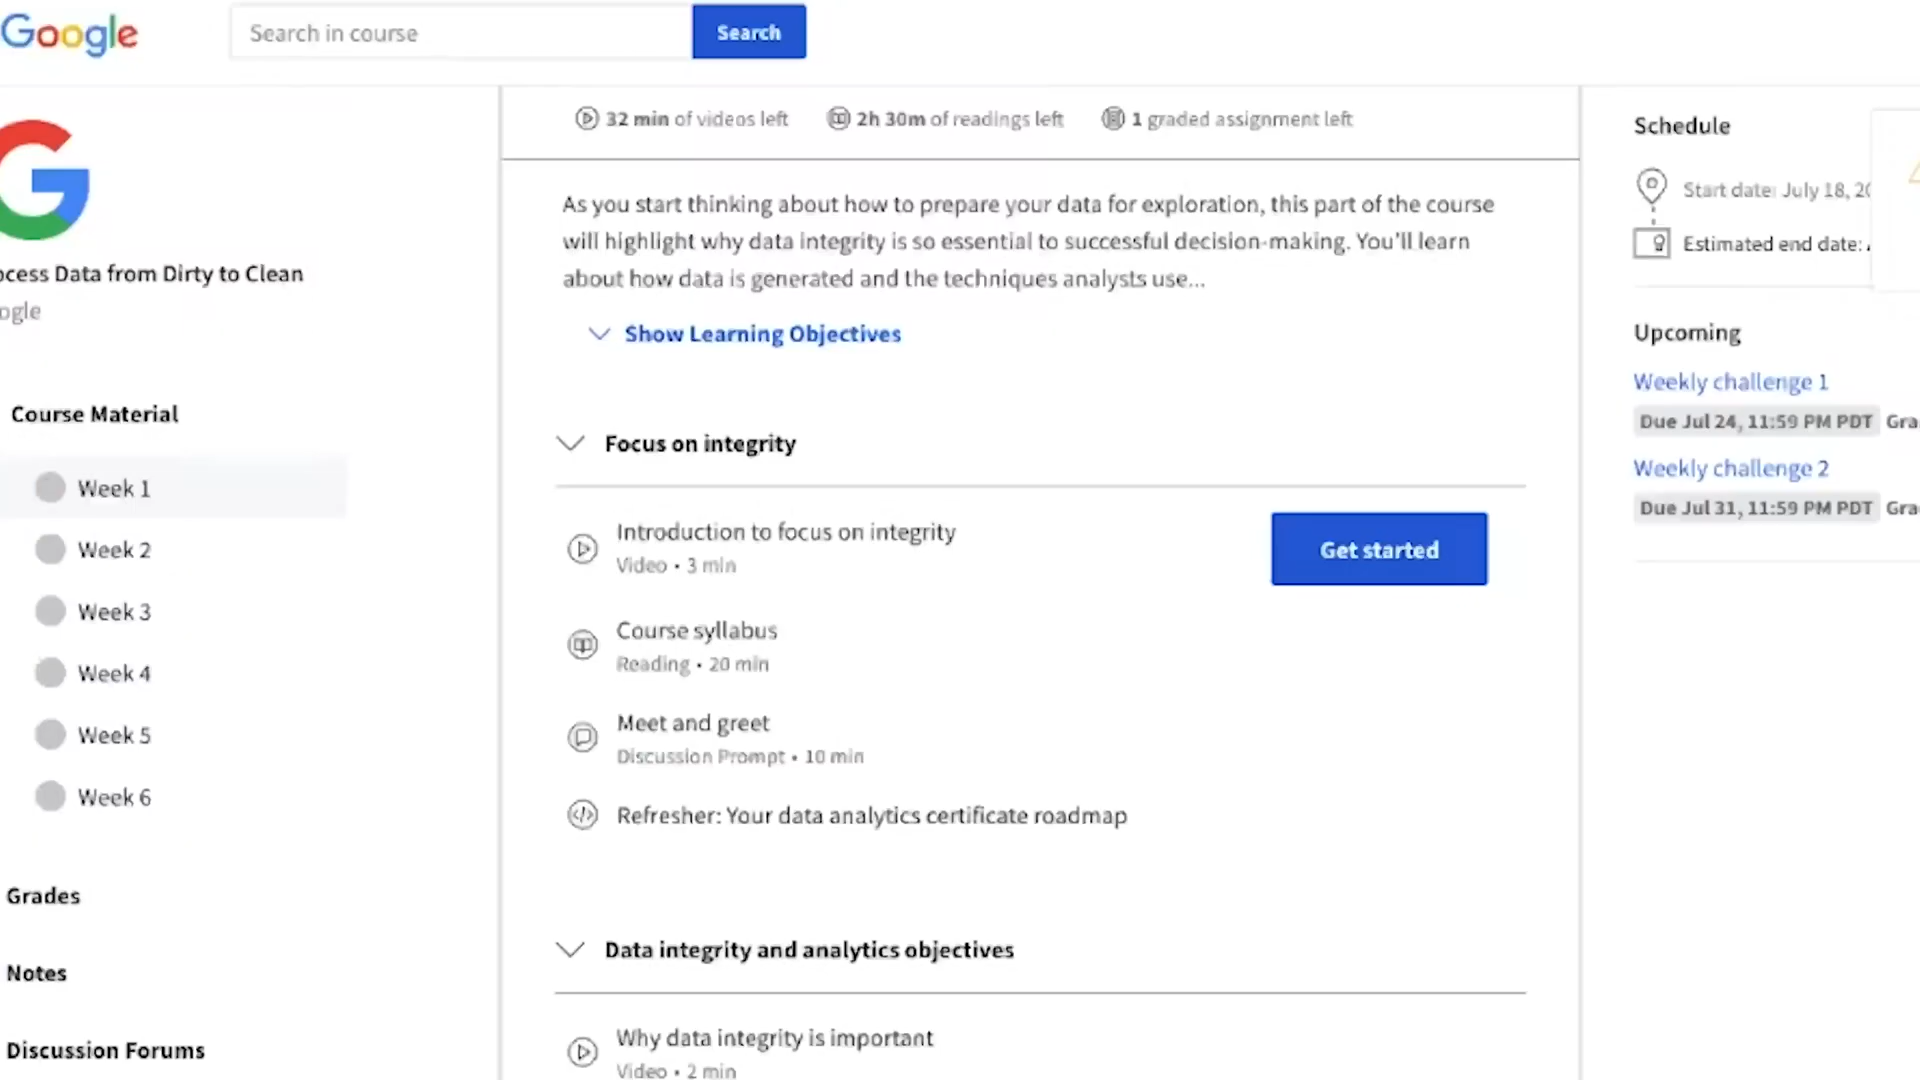 Google
Search in course
Search
ocess Data from Dirty to Clean
ogle
Course Material
Week 1
Week 2
Week 3
Week 4
Week 5
Week 6
Grades
Notes
Discussion Forums
32 min of videos left
2h 30m of readings left
1 graded assignment left
As you start thinking about how to prepare your data for exploration, this part of the course
will highlight why data integrity is so essential to successful decision-making. You'll learn
about how data is generated and the techniques analysts use...
Show Learning Objectives
Focus on integrity
Introduction to focus on integrity
Video • 3 min
Get started
Course syllabus
Reading • 20 min
Meet and greet
Discussion Prompt • 10 min
Refresher: Your data analytics certificate roadmap
Data integrity and analytics objectives
Why data integrity is important
Video • 2 min
Schedule
Start date: July 18, 20
Estimated end date:
Upcoming
Weekly challenge 1
Due Jul 24, 11:59 PM PDT Gra
Weekly challenge 2
Due Jul 31, 11:59 PM PDT Gra